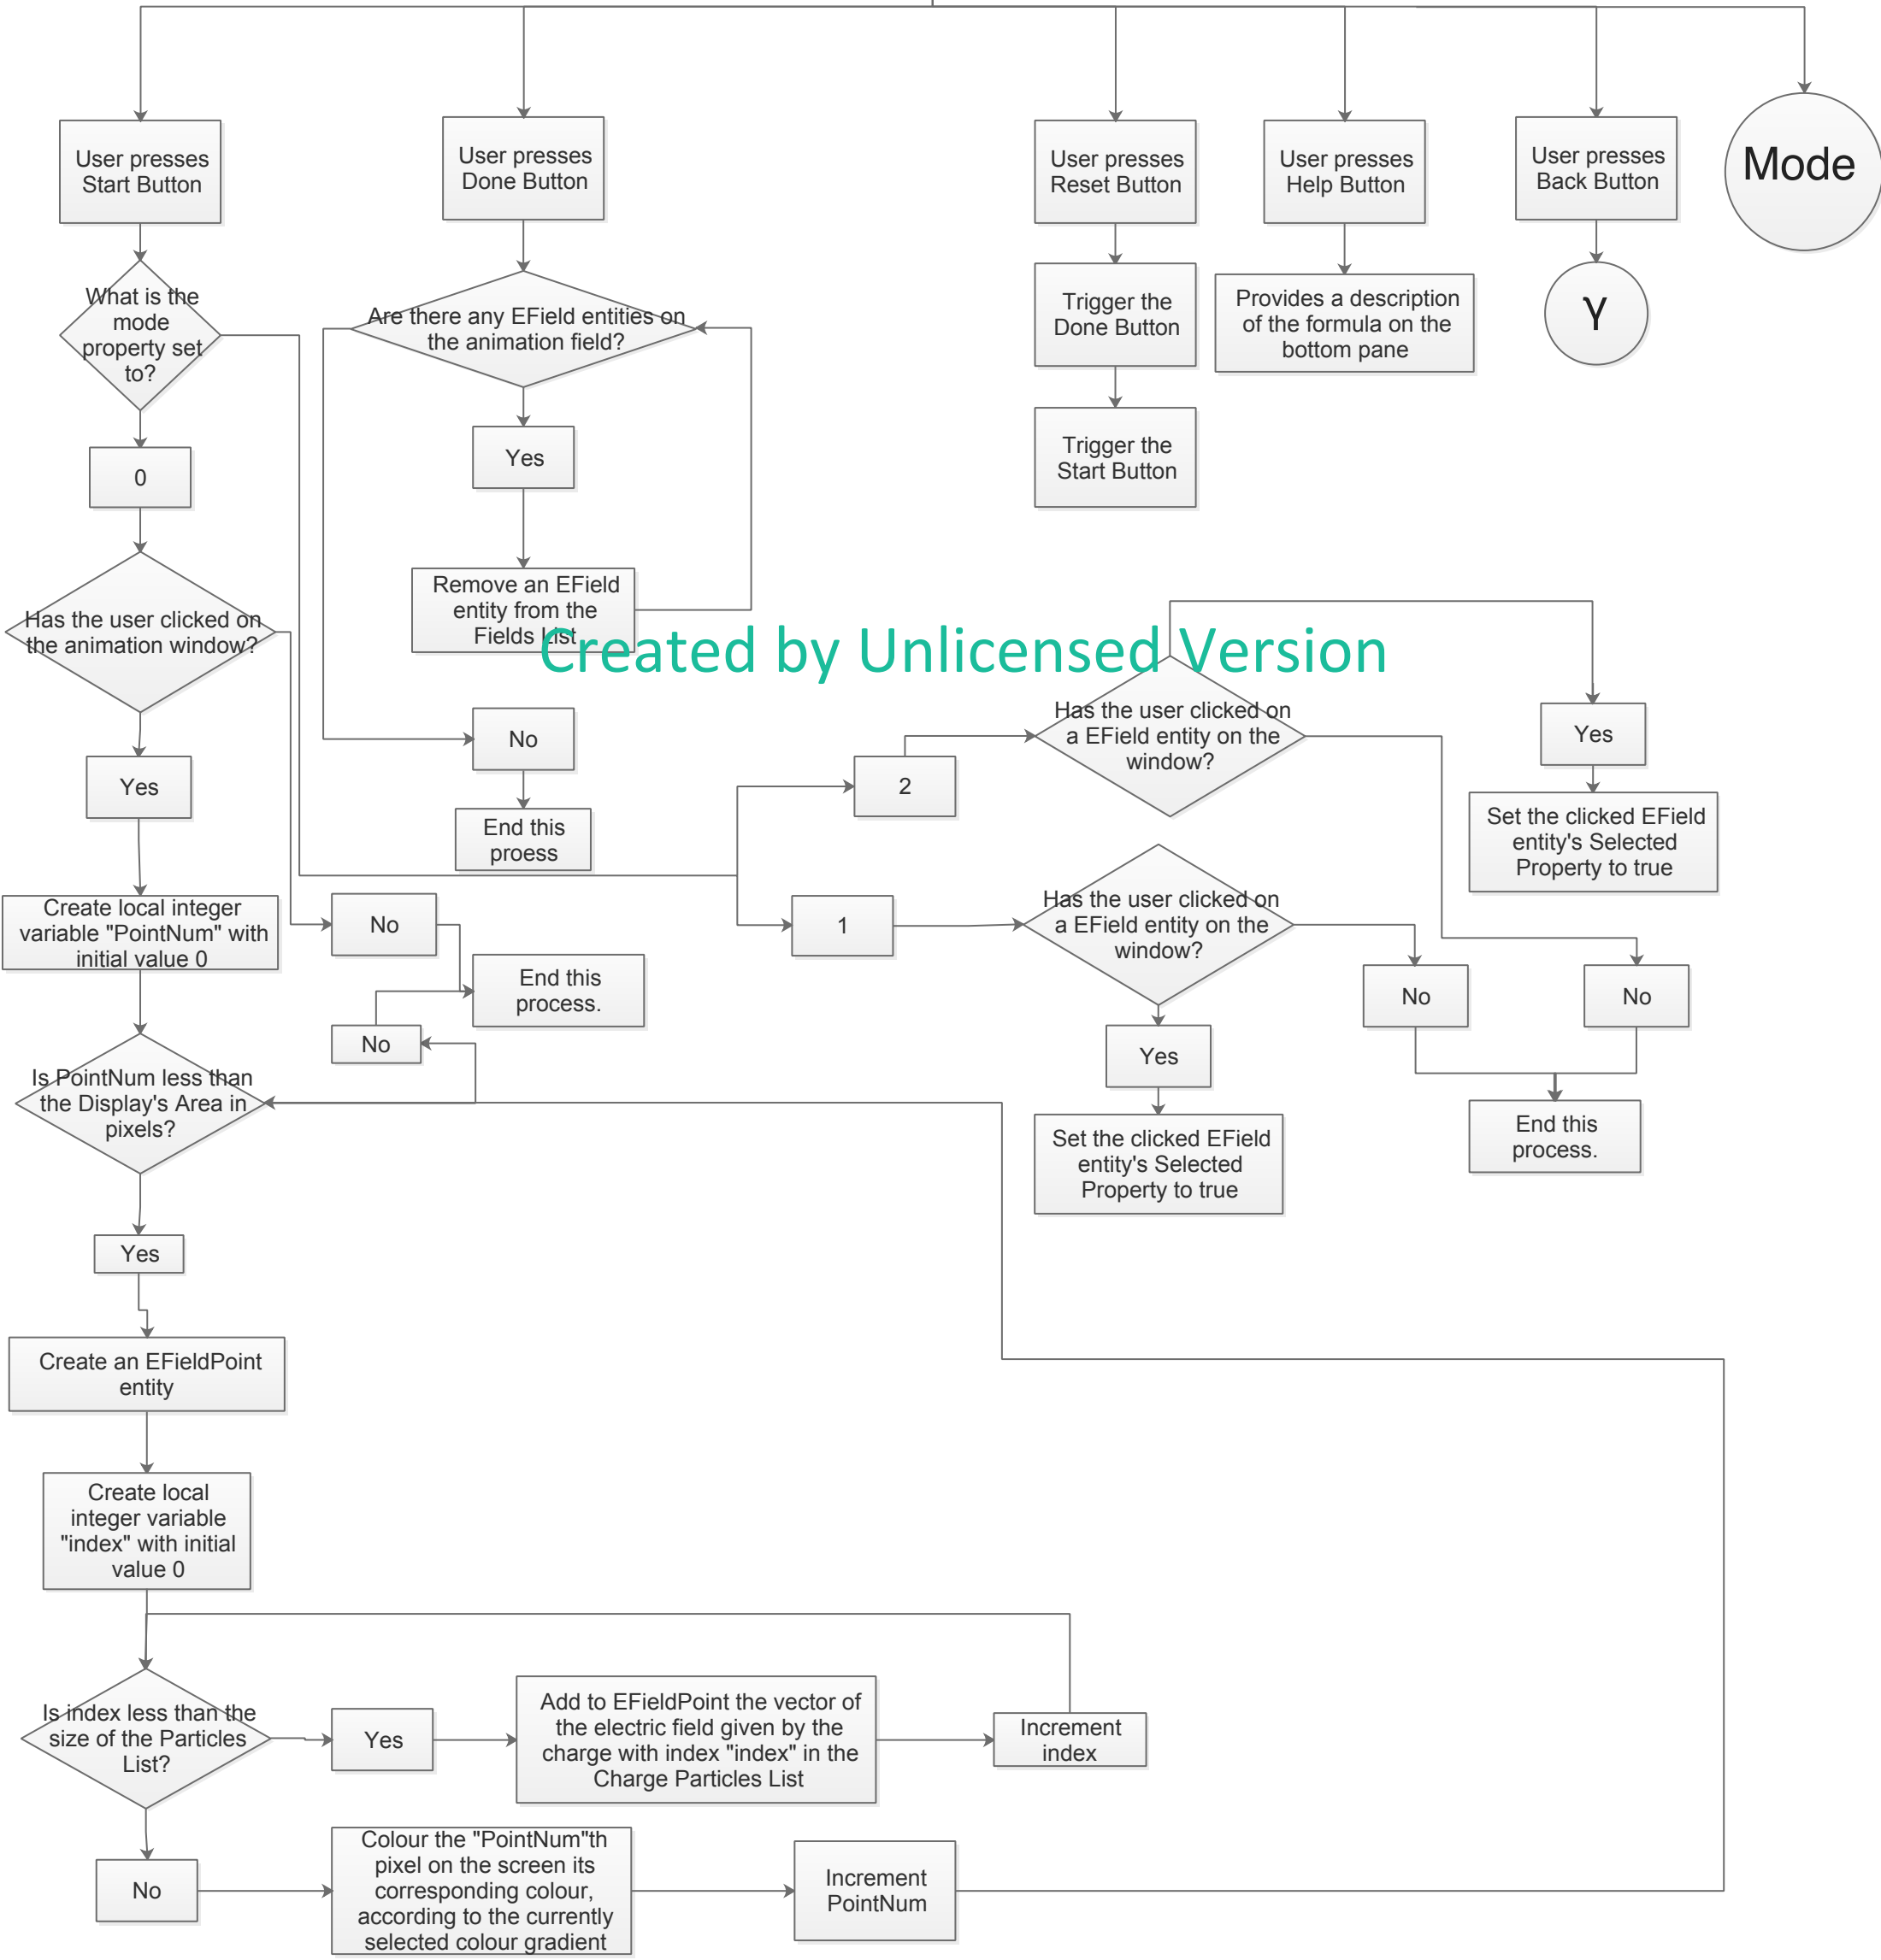 User presses
Start Button
User presses
Done Button
User presses
Reset Button
User presses
Help Button
User presses
Back Button
Mode
What is the
mode
property set
to?
Are there any EField entities on
the animation field?
Trigger the
Done Button
Provides a description
of the formula on the
bottom pane
γ
Yes
Trigger the
Start Button
0
Remove an EField
entity from the
Fields List
Has the user clicked on
the animation window?
Created by Unlicensed Version
No
Has the user clicked on
a EField entity on the
window?
Yes
Yes
2
End this
proess
Set the clicked EField
entity's Selected
Property to true
Create local integer
variable "PointNum" with
initial value 0
No
1
Has the user clicked on
a EField entity on the
window?
End this
process.
No
No
No
Yes
Is PointNum less than
the Display's Area in
pixels?
Set the clicked EField
entity's Selected
Property to true
End this
process.
Yes
Create an EFieldPoint
entity
Create local
integer variable
"index" with initial
value 0
Is index less than the
size of the Particles
List?
Yes
Add to EFieldPoint the vector of
the electric field given by the
charge with index "index" in the
Charge Particles List
Increment
index
No
Colour the "PointNum"th
pixel on the screen its
corresponding colour,
according to the currently
selected colour gradient
Increment
PointNum